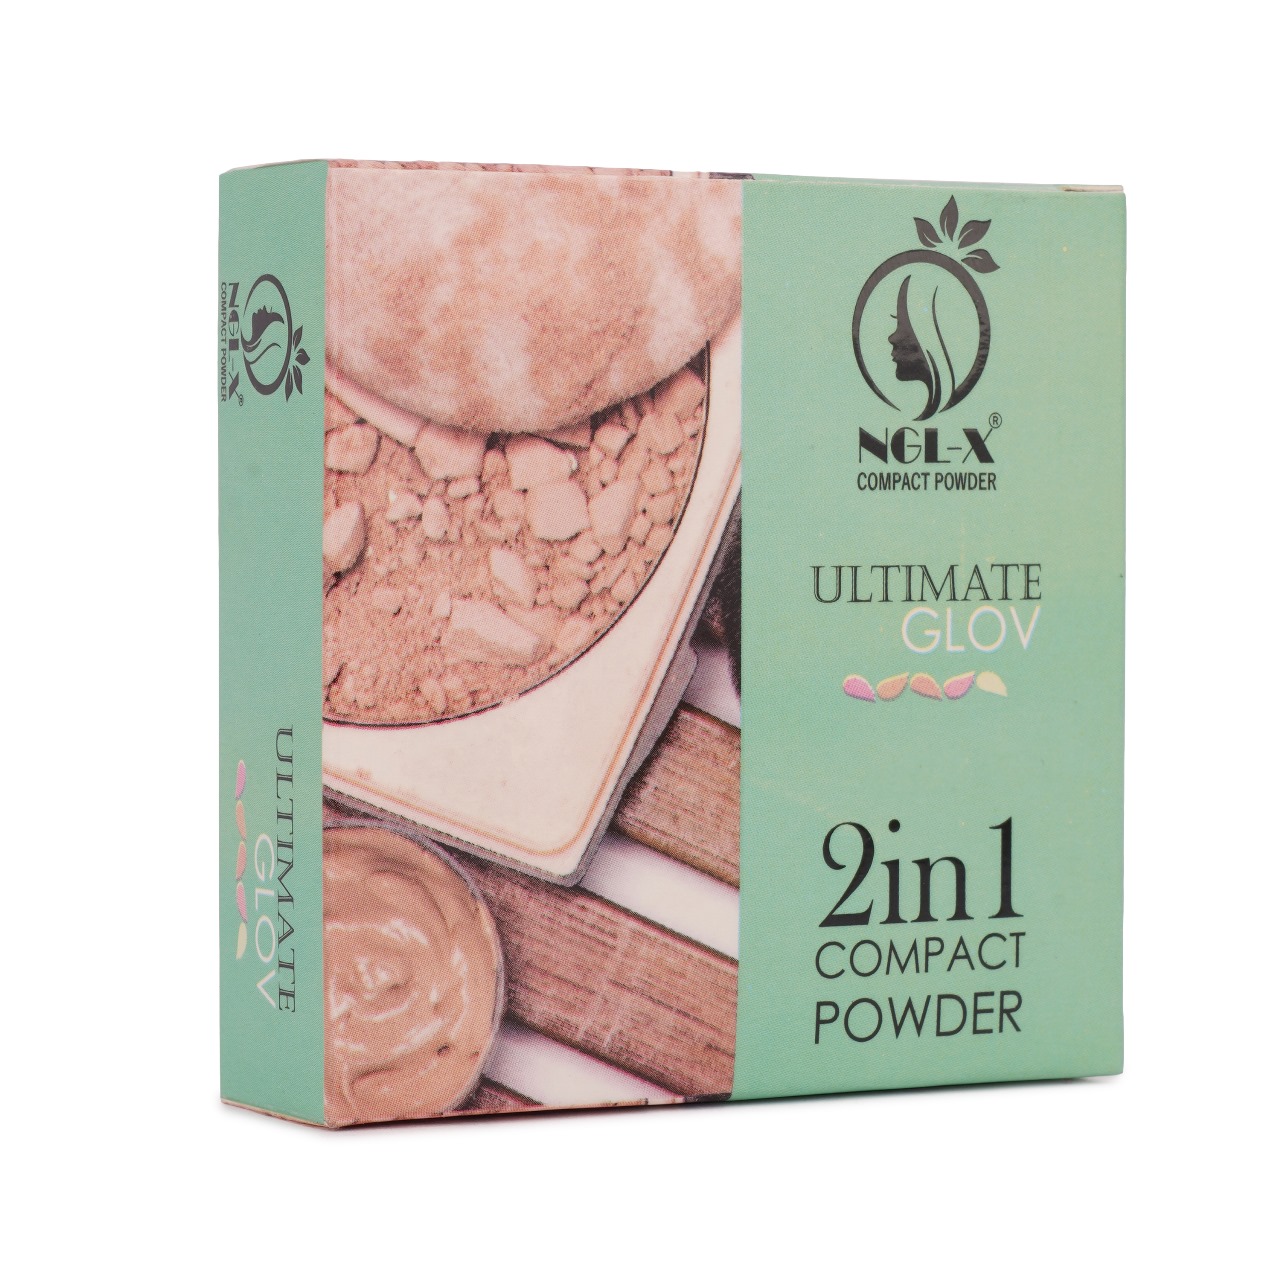 NGL-X®
COMPACT POWDER
ULTIMATE
GLOV
NGL-X®
COMPACT POWDER
ULTIMATE
GLOV
2in1
COMPACT
POWDER